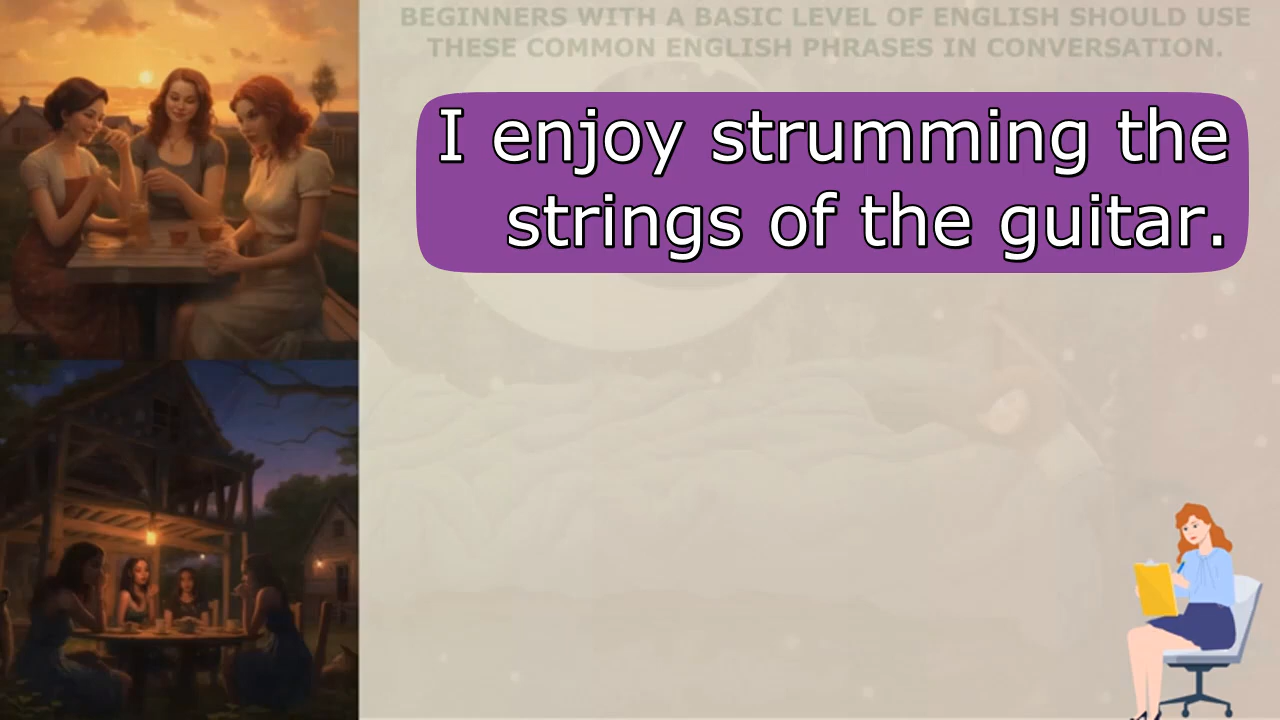 BEGINNERS WITH A BASIC LEVEL OF ENGLISH SHOULD USE
THESE COMMON ENGLISH PHRASES IN CONVERSATION.
I enjoy strumming the
strings of the guitar.